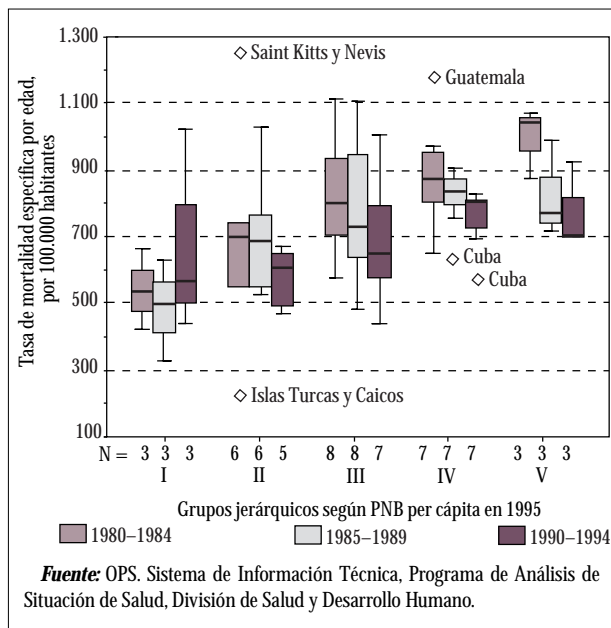 Tasa de mortalidad específica por edad,
por 100.000 habitantes
1.300
1.100
900
700
500
300
100
Saint Kitts y Nevis
Guatemala
Cuba
Cuba
Islas Turcas y Caicos
N = 3 3 3 6 6 5 8 8 7 7 7 7 3 3 3
I II III IV V
Grupos jerárquicos según PNB per cápita en 1995
1980–1984 1985–1989 1990–1994
Fuente: OPS. Sistema de Información Técnica, Programa de Análisis de
Situación de Salud, División de Salud y Desarrollo Humano.